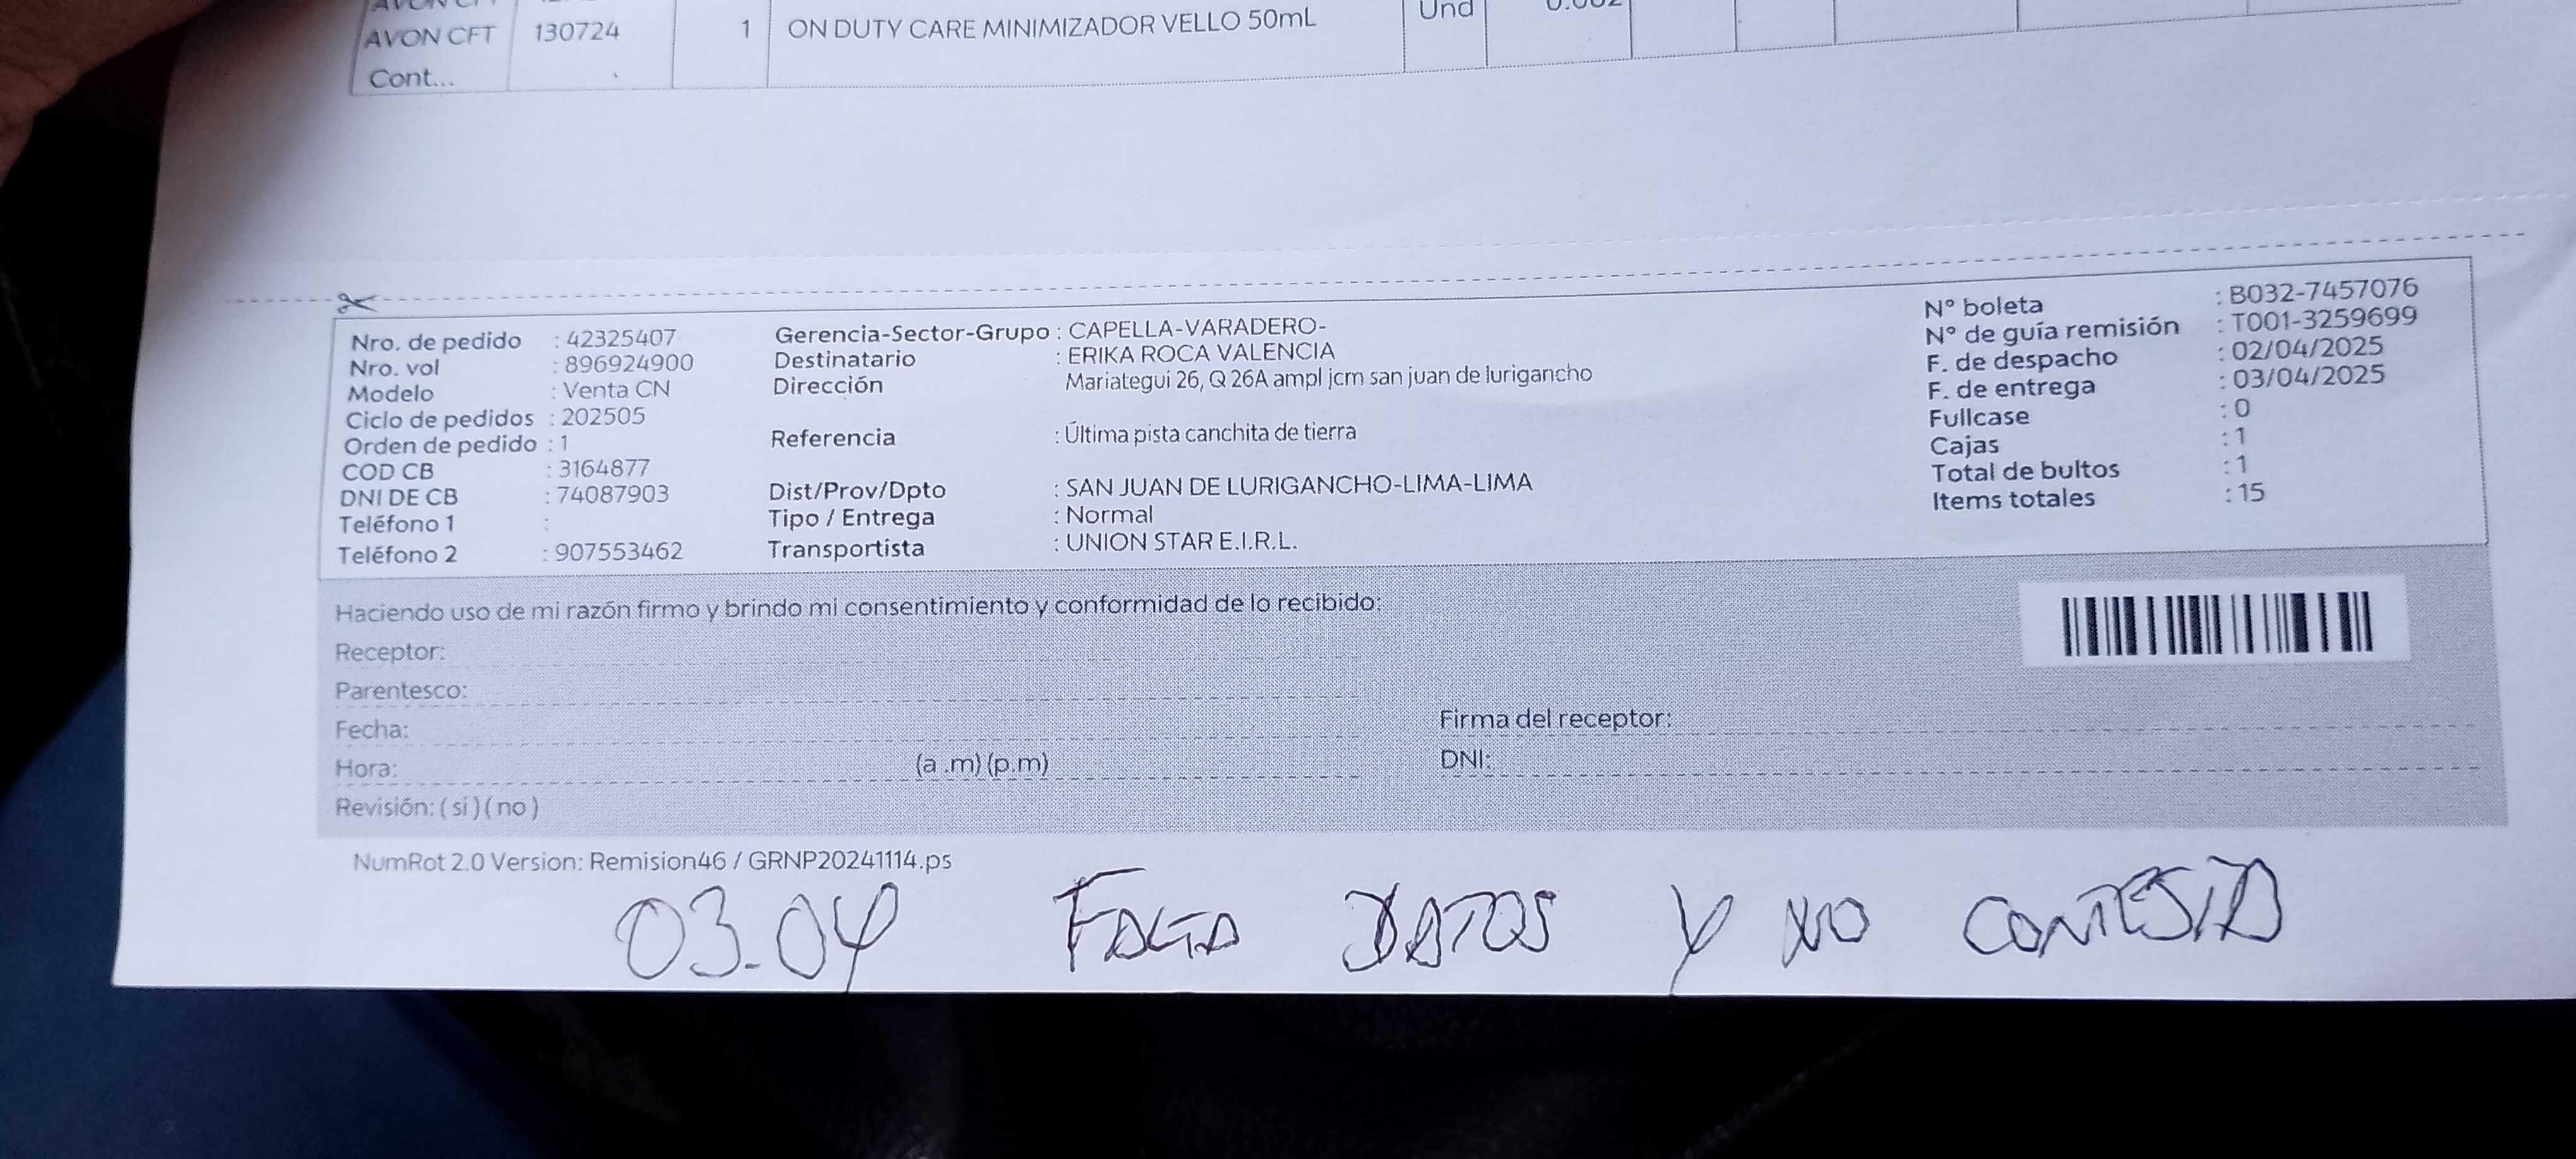 AVON CFT 130724 1 ON DUTY CARE MINIMIZADOR VELLO 50mL Und
Cont...
Nro. de pedido : 42325407
Nro. vol : 896924900
Modelo : Venta CN
Ciclo de pedidos : 202505
Orden de pedido : 1
COD CB : 3164877
DNI DE CB : 74087903
Teléfono 1 :
Teléfono 2 : 907553462
Gerencia-Sector-Grupo : CAPELLA-VARADERO-
Destinatario : ERIKA ROCA VALENCIA
Dirección Mariategui 26, Q 26A ampl jcm san juan de lurigancho
Referencia : Última pista canchita de tierra
Dist/Prov/Dpto : SAN JUAN DE LURIGANCHO-LIMA-LIMA
Tipo / Entrega : Normal
Transportista : UNION STAR E.I.R.L.
N° boleta : B032-7457076
N° de guía remisión : T001-3259699
F. de despacho : 02/04/2025
F. de entrega : 03/04/2025
Fullcase : 0
Cajas : 1
Total de bultos : 1
Items totales : 15
Haciendo uso de mi razón firmo y brindo mi consentimiento y conformidad de lo recibido:
Receptor:
Parentesco:
Fecha:
Hora: (a .m) (p.m)
Revisión: ( si ) ( no )
Firma del receptor:
DNI:
NumRot 2.0 Version: Remision46 / GRNP20241114.ps
03.04 FALTA DATOS Y NO CONTESTA